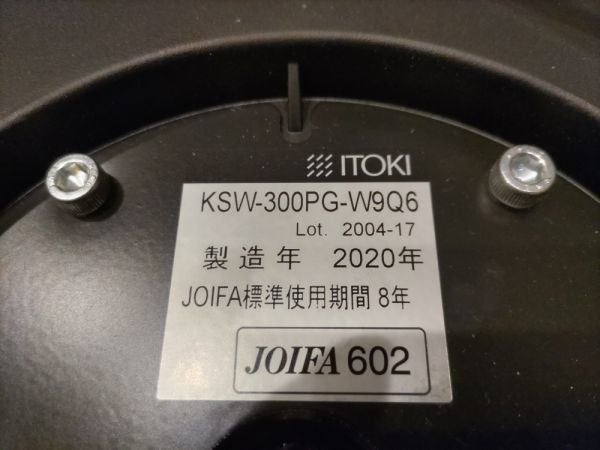 ITOKI
KSW-300PG-W9Q6
Lot. 2004-17
製造年 2020年
JOIFA標準使用期間 8年
JOIFA 602